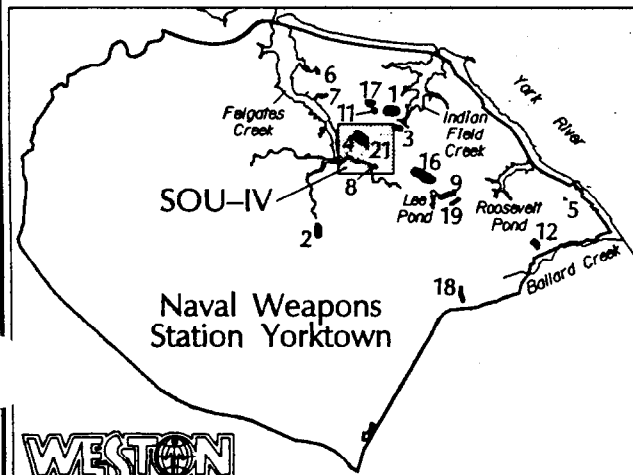 York River
6
7
17
1
11
Felgates
Creek
Indian
Field
Creek
3
4
21
16
SOU–IV
8
9
Lee
Pond
19
Roosevelt
Pond
5
2
12
Ballard Creek
18
Naval Weapons
Station Yorktown
WESTON